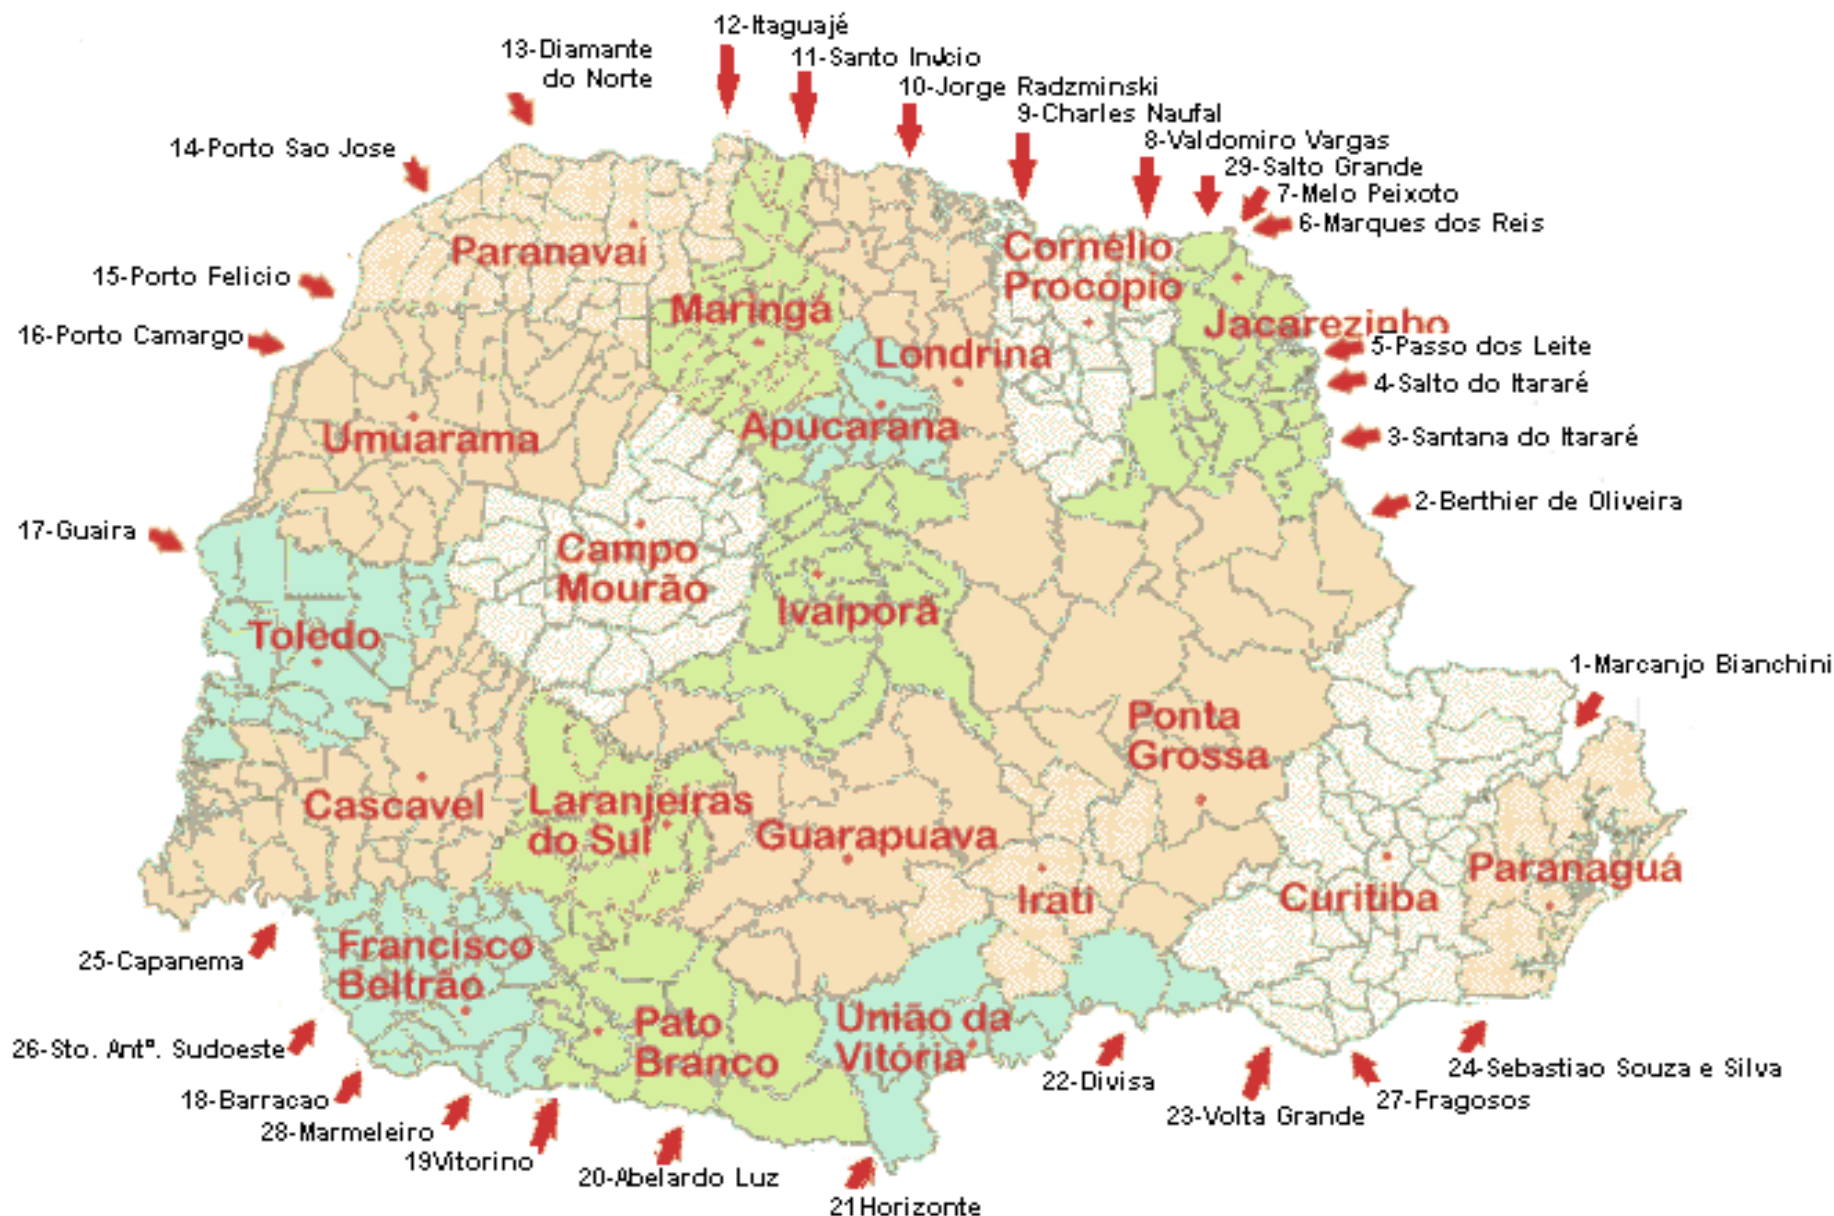 12-Itaguajé
13-Diamante
do Norte
11-Santo InJcio
10-Jorge Radzminski
9-Charles Naufal
8-Valdomiro Vargas
14-Porto Sao Jose
29-Salto Grande
7-Melo Peixoto
6-Marques dos Reis
Paranavai
Cornélio
Procópio
15-Porto Felicio
Maringá
Jacarezinho
16-Porto Camargo
5-Passo dos Leite
Londrina
4-Salto do Itararé
Umuarama
Apucarana
3-Santana do Itararé
2-Berthier de Oliveira
17-Guaira
Campo
Mourão
Ivaiporã
Toledo
1-Marcanjo Bianchini
Ponta
Grossa
Cascavel
Laranjeiras
do Sul
Guarapuava
Paranaguá
Irati
Curitiba
Francisco
Beltrão
25-Capanema
Pato
Branco
União da
Vitória
26-Sto. Antº. Sudoeste
24-Sebastiao Souza e Silva
22-Divisa
18-Barracao
27-Fragosos
23-Volta Grande
28-Marmeleiro
19Vitorino
20-Abelardo Luz
21Horizonte